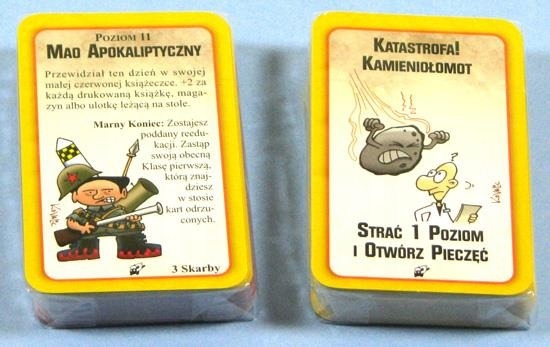 Poziom 11
Mao Apokaliptyczny
Przewidział ten dzień w swojej
małej czerwonej książeczce. +2 za
każdą drukowaną książkę, maga-
zyn albo ulotkę leżącą na stole.
Marny Koniec: Zostajesz
poddany reedu-
kacji. Zastąp
swoją obecną
Klasę pierwszą,
którą znaj-
dziesz
w stosie
kart odrzu-
conych.
3 Skarby
Katastrofa!
Kamieniołomot
?
Strać 1 Poziom
i Otwórz Pieczęć